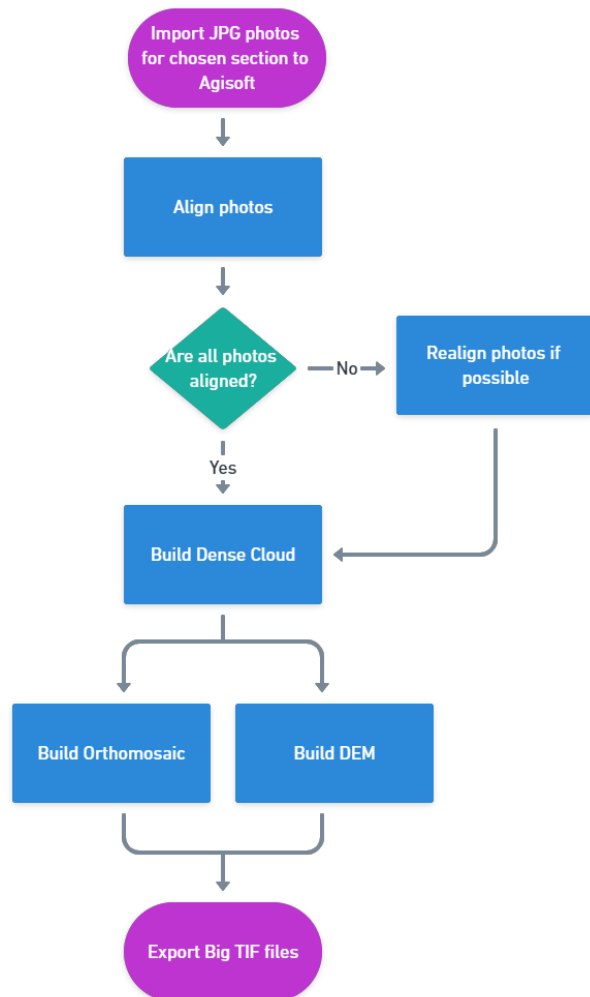 Import JPG photos
for chosen section to
Agisoft
Align photos
Are all photos
aligned?
No
Realign photos if
possible
Yes
Build Dense Cloud
Build Orthomosaic
Build DEM
Export Big TIF files